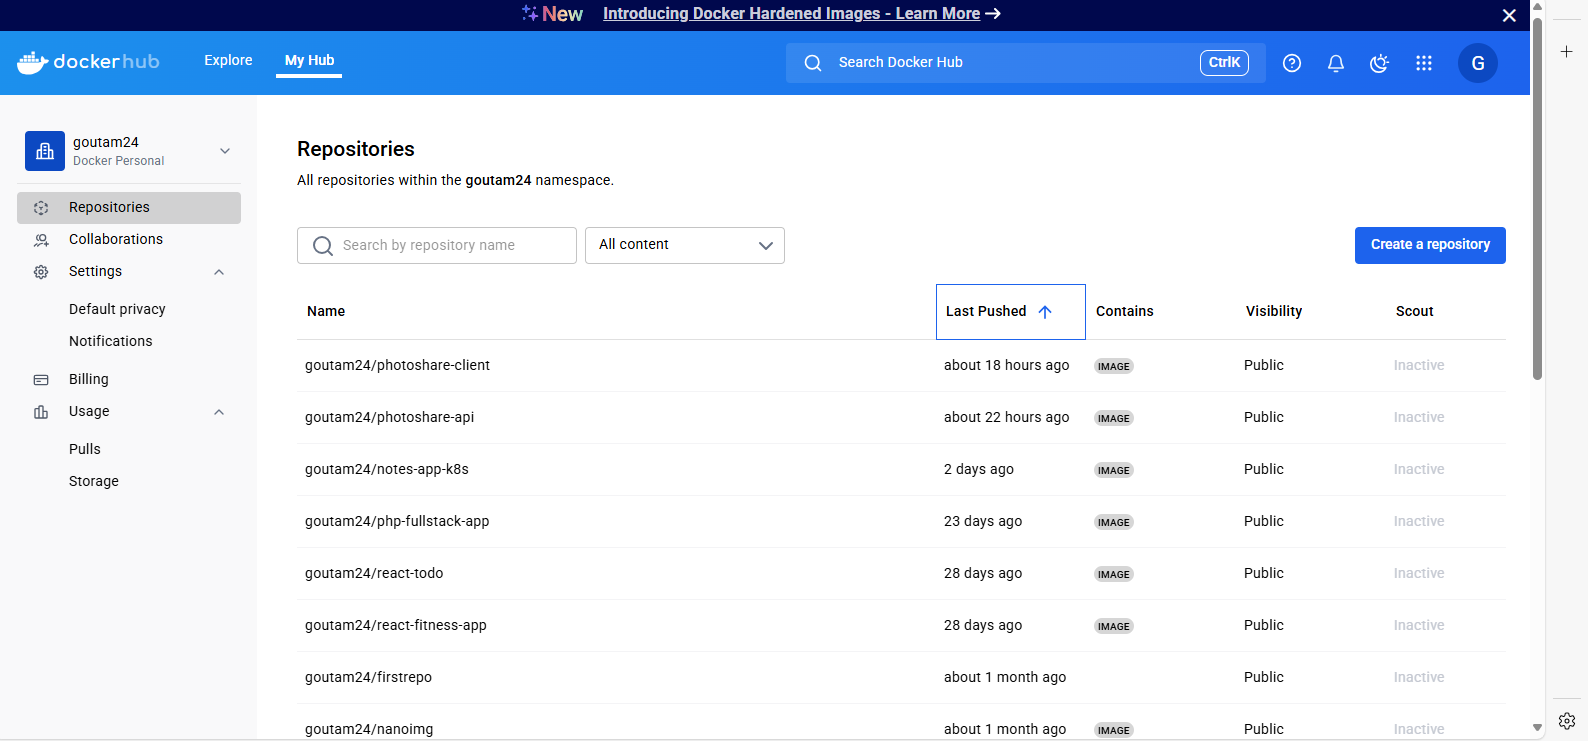 New Introducing Docker Hardened Images - Learn More →
dockerhub Explore My Hub Search Docker Hub CtrlK G
goutam24
Docker Personal
Repositories
Collaborations
Settings
Default privacy
Notifications
Billing
Usage
Pulls
Storage
Repositories
All repositories within the goutam24 namespace.
Search by repository name All content Create a repository
Name Last Pushed Contains Visibility Scout
goutam24/photoshare-client about 18 hours ago IMAGE Public Inactive
goutam24/photoshare-api about 22 hours ago IMAGE Public Inactive
goutam24/notes-app-k8s 2 days ago IMAGE Public Inactive
goutam24/php-fullstack-app 23 days ago IMAGE Public Inactive
goutam24/react-todo 28 days ago IMAGE Public Inactive
goutam24/react-fitness-app 28 days ago IMAGE Public Inactive
goutam24/firstrepo about 1 month ago Public Inactive
goutam24/nanoimg about 1 month ago IMAGE Public Inactive